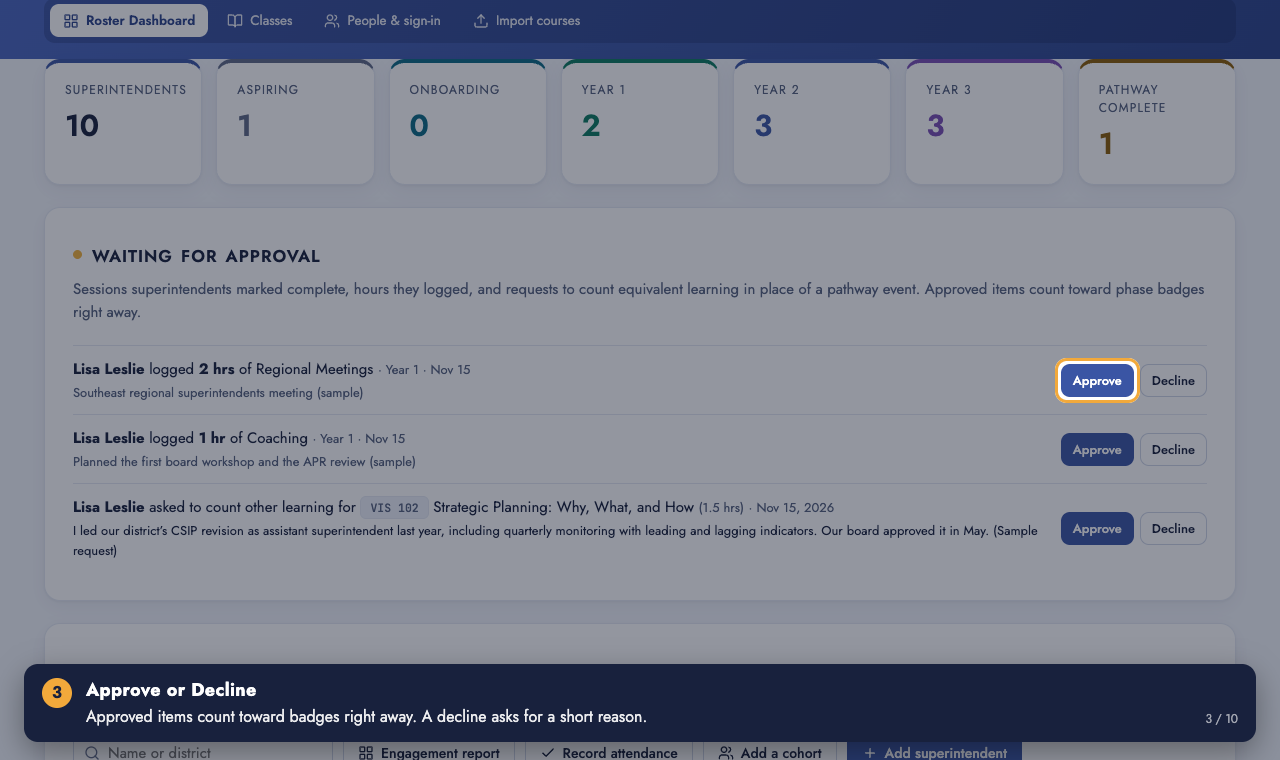 Roster Dashboard Classes People & sign-in Import courses
SUPERINTENDENTS
10
ASPIRING
1
ONBOARDING
0
YEAR 1
2
YEAR 2
3
YEAR 3
3
PATHWAY
COMPLETE
1
WAITING FOR APPROVAL
Sessions superintendents marked complete, hours they logged, and requests to count equivalent learning in place of a pathway event. Approved items count toward phase badges
right away.
Lisa Leslie logged 2 hrs of Regional Meetings · Year 1 · Nov 15
Southeast regional superintendents meeting (sample)
Approve Decline
Lisa Leslie logged 1 hr of Coaching · Year 1 · Nov 15
Planned the first board workshop and the APR review (sample)
Approve Decline
Lisa Leslie asked to count other learning for VIS 102 Strategic Planning: Why, What, and How (1.5 hrs) · Nov 15, 2026
I led our district's CSIP revision as assistant superintendent last year, including quarterly monitoring with leading and lagging indicators. Our board approved it in May. (Sample
request)
Approve Decline
3 Approve or Decline
Approved items count toward badges right away. A decline asks for a short reason.
3 / 10
Name or district Engagement report Record attendance Add a cohort Add superintendent